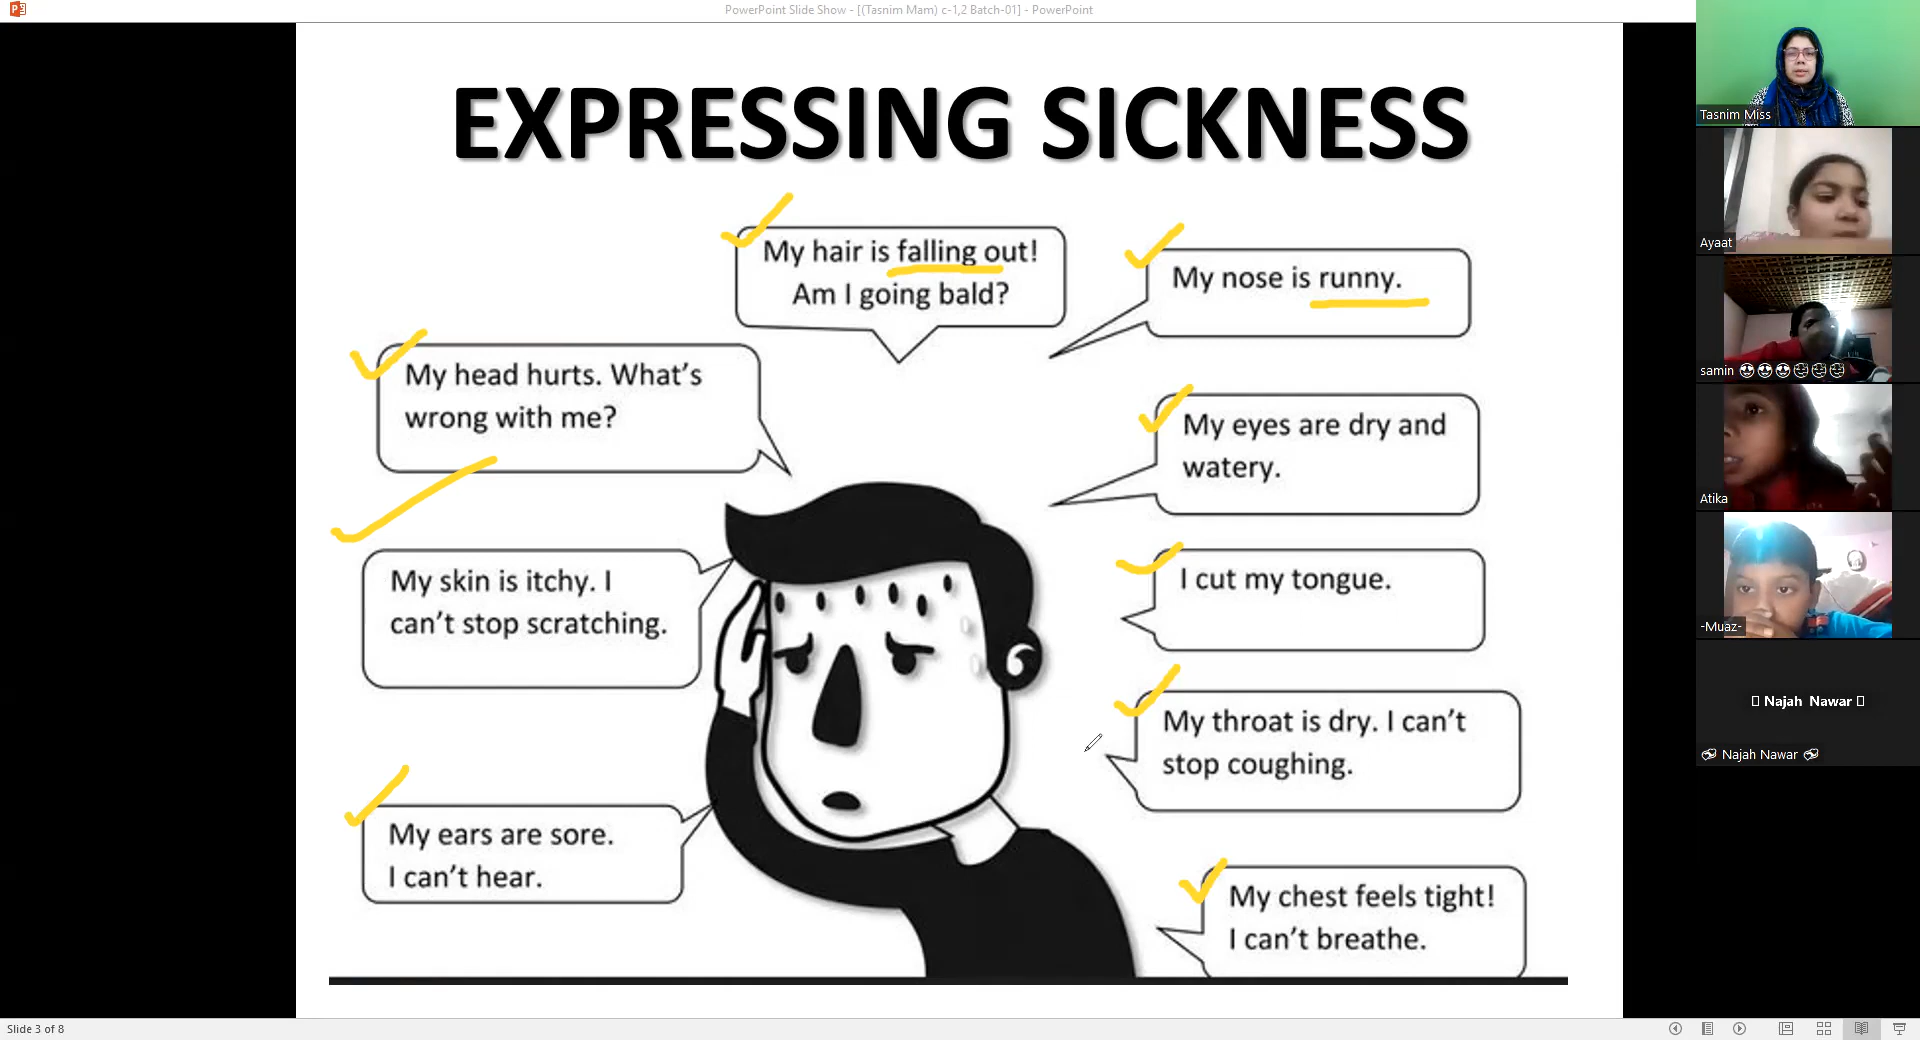 PowerPoint Slide Show - [(Tasnim Mam) c-1,2 Batch-01] - PowerPoint
EXPRESSING SICKNESS
My hair is falling out!
Am I going bald?
My nose is runny.
My head hurts. What's
wrong with me?
My eyes are dry and
watery.
My skin is itchy. I
can't stop scratching.
I cut my tongue.
My throat is dry. I can't
stop coughing.
My ears are sore.
I can't hear.
My chest feels tight!
I can't breathe.
Tasnim Miss
Ayaat
samin
Atika
-Muaz-
Najah Nawar
Najah Nawar
Slide 3 of 8